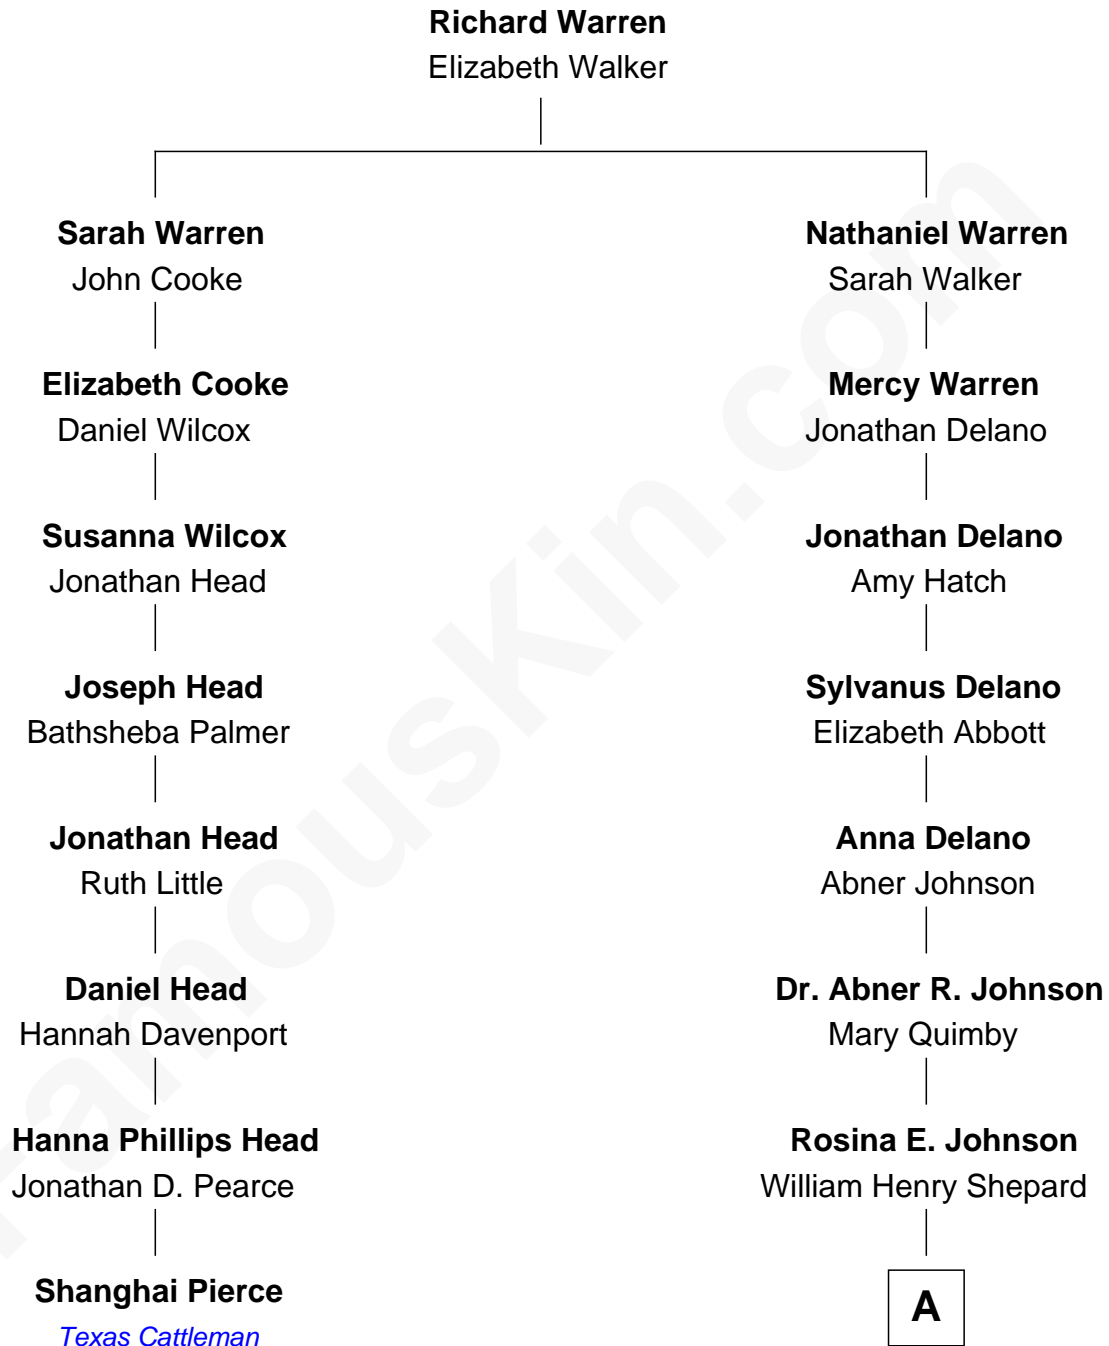 Richard Warren
Elizabeth Walker
Sarah Warren
John Cooke
Nathaniel Warren
Sarah Walker
Elizabeth Cooke
Daniel Wilcox
Mercy Warren
Jonathan Delano
Susanna Wilcox
Jonathan Head
Jonathan Delano
Amy Hatch
Joseph Head
Bathsheba Palmer
Sylvanus Delano
Elizabeth Abbott
Jonathan Head
Ruth Little
Anna Delano
Abner Johnson
Daniel Head
Hannah Davenport
Dr. Abner R. Johnson
Mary Quimby
Hanna Phillips Head
Jonathan D. Pearce
Rosina E. Johnson
William Henry Shepard
Shanghai Pierce
Texas Cattleman
A
FamousKin.com